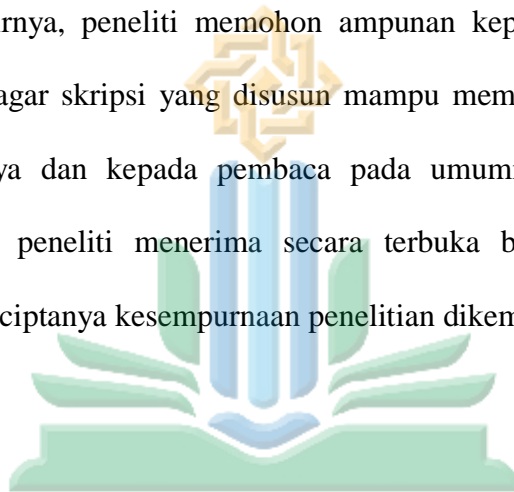 irnya, peneliti memohon ampunan kep
agar skripsi yang disusun mampu mem
ya dan kepada pembaca pada umum
peneliti menerima secara terbuka b
ciptanya kesempurnaan penelitian dikem